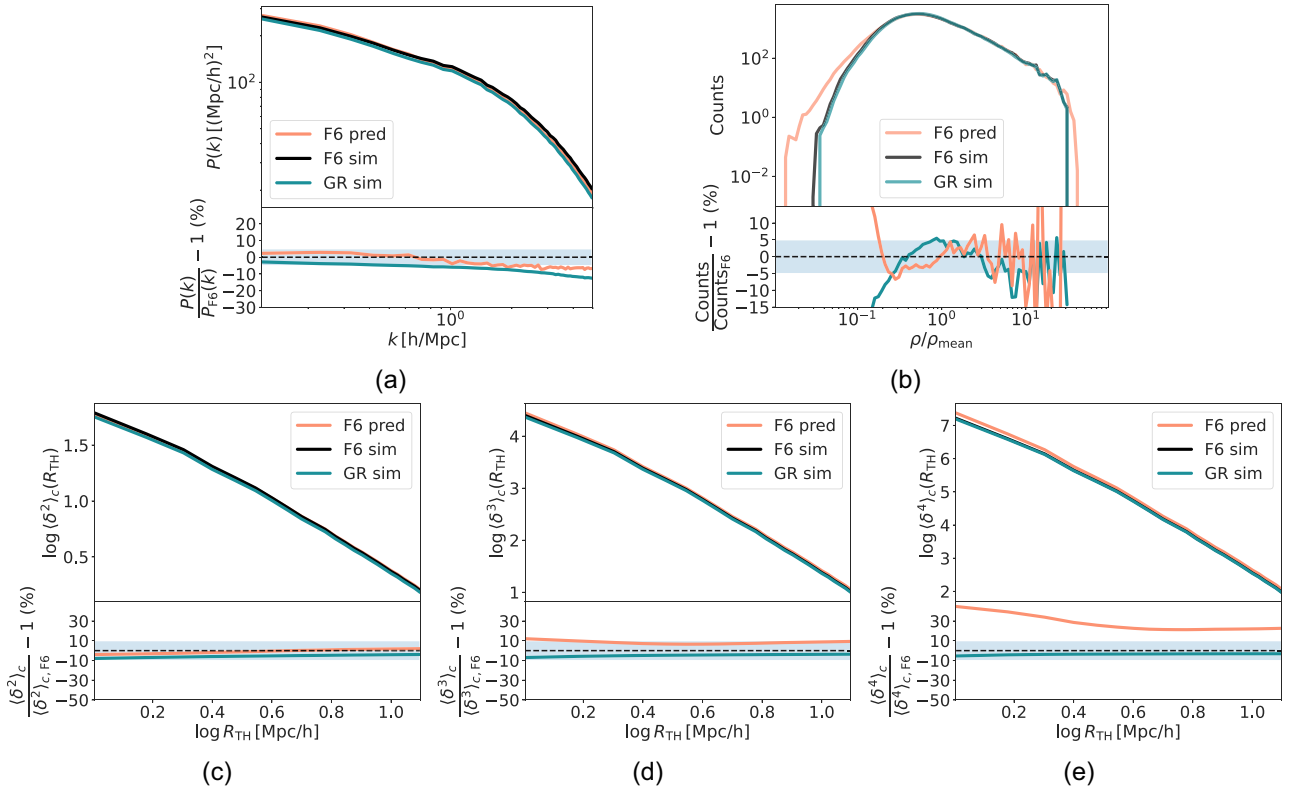 P(k) [(Mpc/h)²]
10²
F6 pred
F6 sim
GR sim
P(k)/P_F6(k) − 1 (%)
20
10
0
−10
−20
−30
10⁰
k [h/Mpc]
(a)
Counts
10²
10⁰
10⁻²
F6 pred
F6 sim
GR sim
Counts/Counts_F6 − 1 (%)
10
5
0
−5
−10
−15
10⁻¹
10⁰
10¹
ρ/ρ_mean
(b)
log⟨δ²⟩_c(R_TH)
1.5
1.0
0.5
F6 pred
F6 sim
GR sim
⟨δ²⟩_c/⟨δ²⟩_c,F6 − 1 (%)
30
10
−10
−30
−50
0.2 0.4 0.6 0.8 1.0
log R_TH [Mpc/h]
(c)
log⟨δ³⟩_c(R_TH)
4
3
2
1
F6 pred
F6 sim
GR sim
⟨δ³⟩_c/⟨δ³⟩_c,F6 − 1 (%)
30
10
−10
−30
−50
0.2 0.4 0.6 0.8 1.0
log R_TH [Mpc/h]
(d)
log⟨δ⁴⟩_c(R_TH)
7
6
5
4
3
2
F6 pred
F6 sim
GR sim
⟨δ⁴⟩_c/⟨δ⁴⟩_c,F6 − 1 (%)
30
10
−10
−30
−50
0.2 0.4 0.6 0.8 1.0
log R_TH [Mpc/h]
(e)